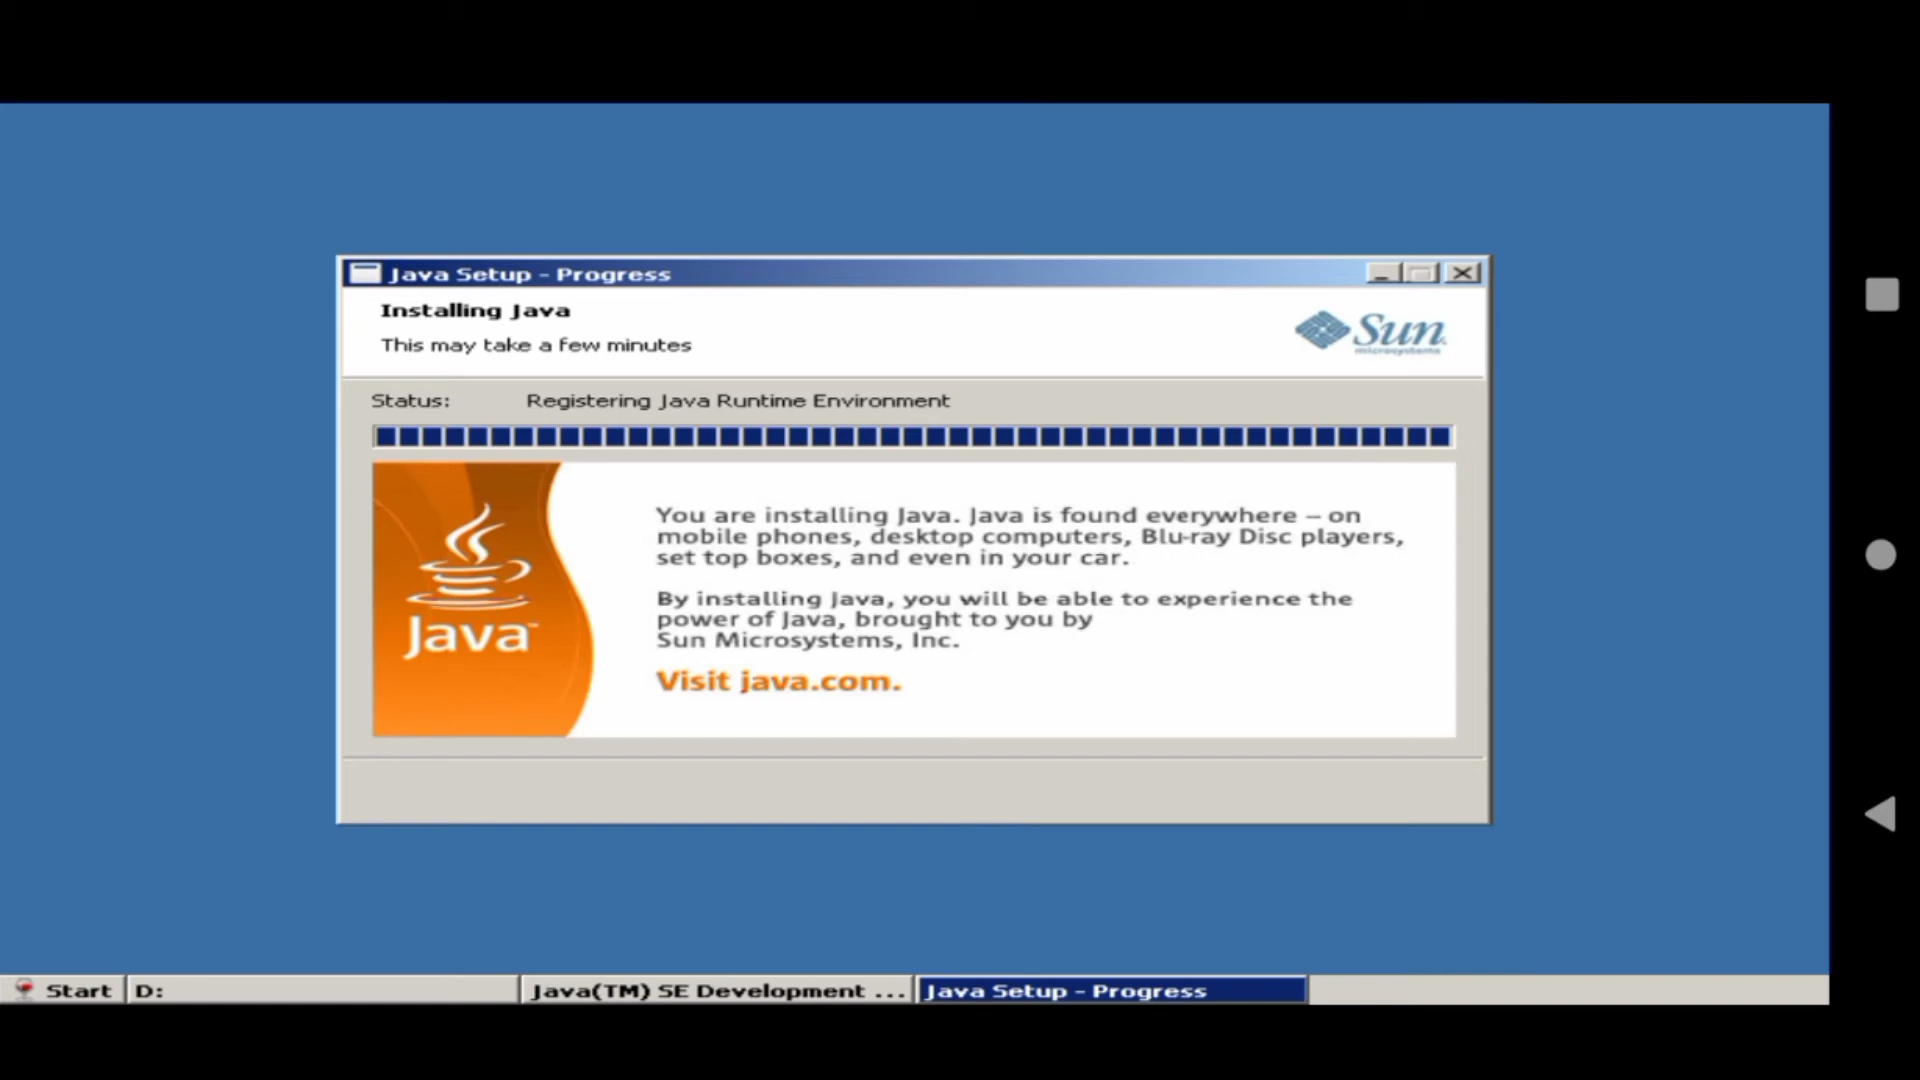 Java Setup - Progress
Installing Java
This may take a few minutes
Sun
microsystems
Status: Registering Java Runtime Environment
You are installing Java. Java is found everywhere – on
mobile phones, desktop computers, Blu-ray Disc players,
set top boxes, and even in your car.
By installing Java, you will be able to experience the
power of Java, brought to you by
Sun Microsystems, Inc.
Visit java.com.
Java™
Start D: Java(TM) SE Development ... Java Setup - Progress